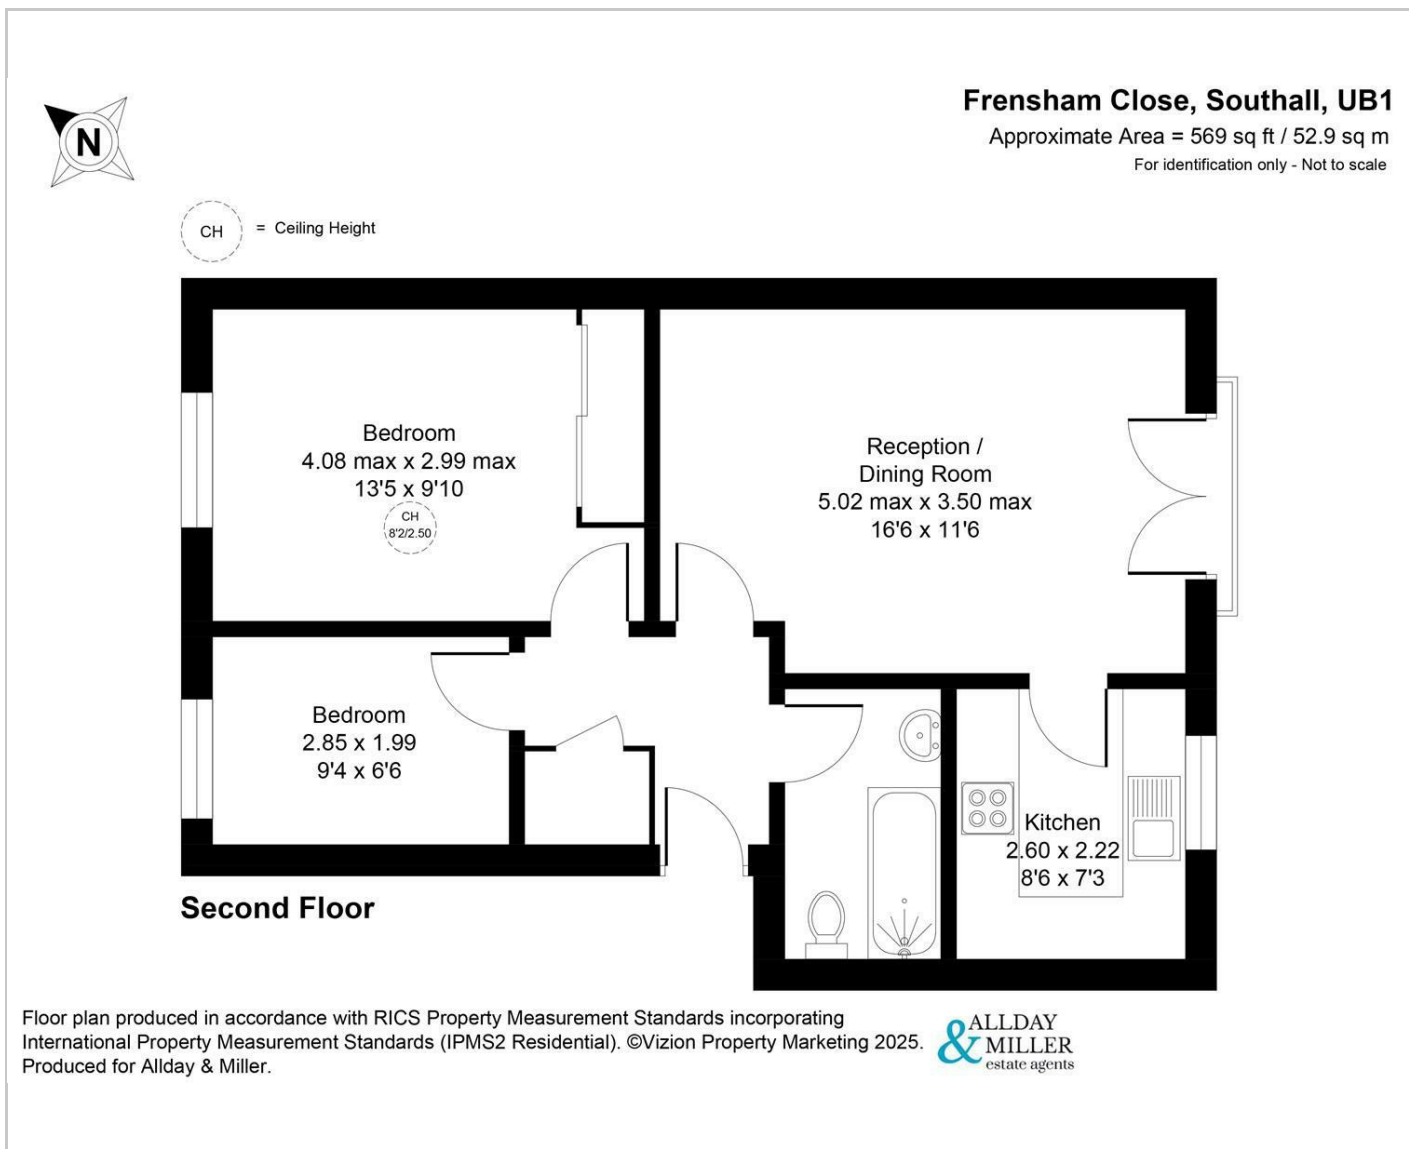 Frensham Close, Southall, UB1
Approximate Area = 569 sq ft / 52.9 sq m
For identification only - Not to scale
N
CH = Ceiling Height
Bedroom
4.08 max x 2.99 max
13'5 x 9'10
CH
8'2/2.50
Reception /
Dining Room
5.02 max x 3.50 max
16'6 x 11'6
Bedroom
2.85 x 1.99
9'4 x 6'6
Kitchen
2.60 x 2.22
8'6 x 7'3
Second Floor
Floor plan produced in accordance with RICS Property Measurement Standards incorporating
International Property Measurement Standards (IPMS2 Residential). ©Vizion Property Marketing 2025.
Produced for Allday & Miller.
ALLDAY
& MILLER
estate agents